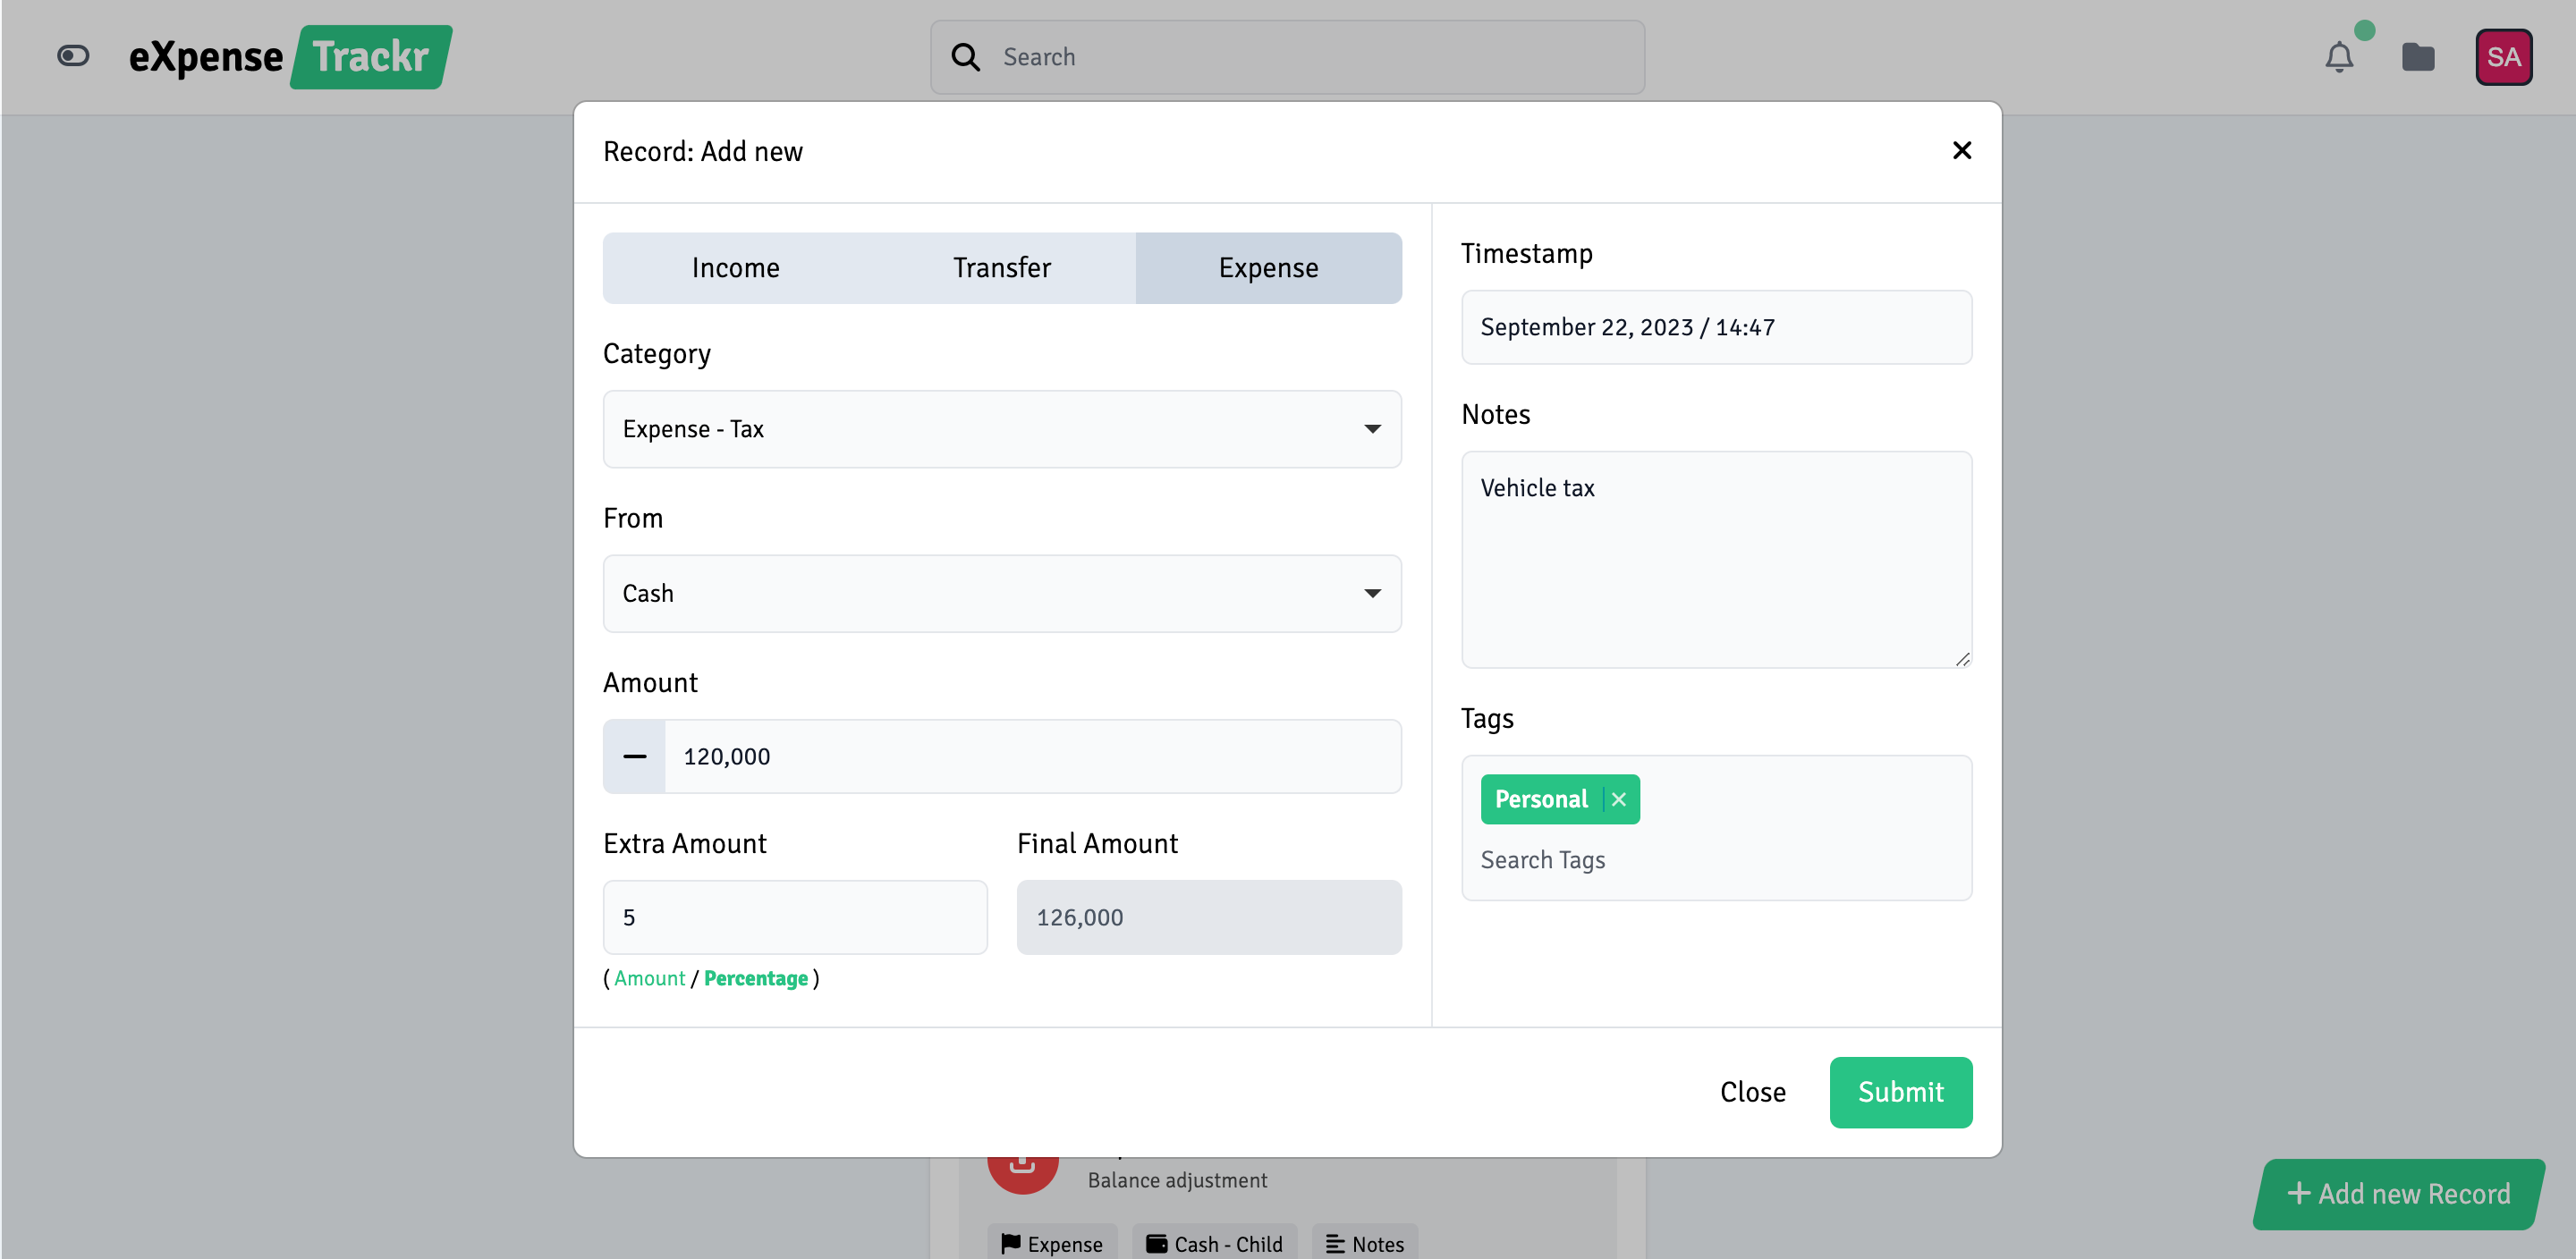 eXpense Trackr
Search
SA
Record: Add new
Income
Transfer
Expense
Category
Expense - Tax
From
Cash
Amount
120,000
Extra Amount
5
( Amount / Percentage )
Final Amount
126,000
Timestamp
September 22, 2023 / 14:47
Notes
Vehicle tax
Tags
Personal
Search Tags
Close
Submit
Balance adjustment
Expense
Cash - Child
Notes
Add new Record